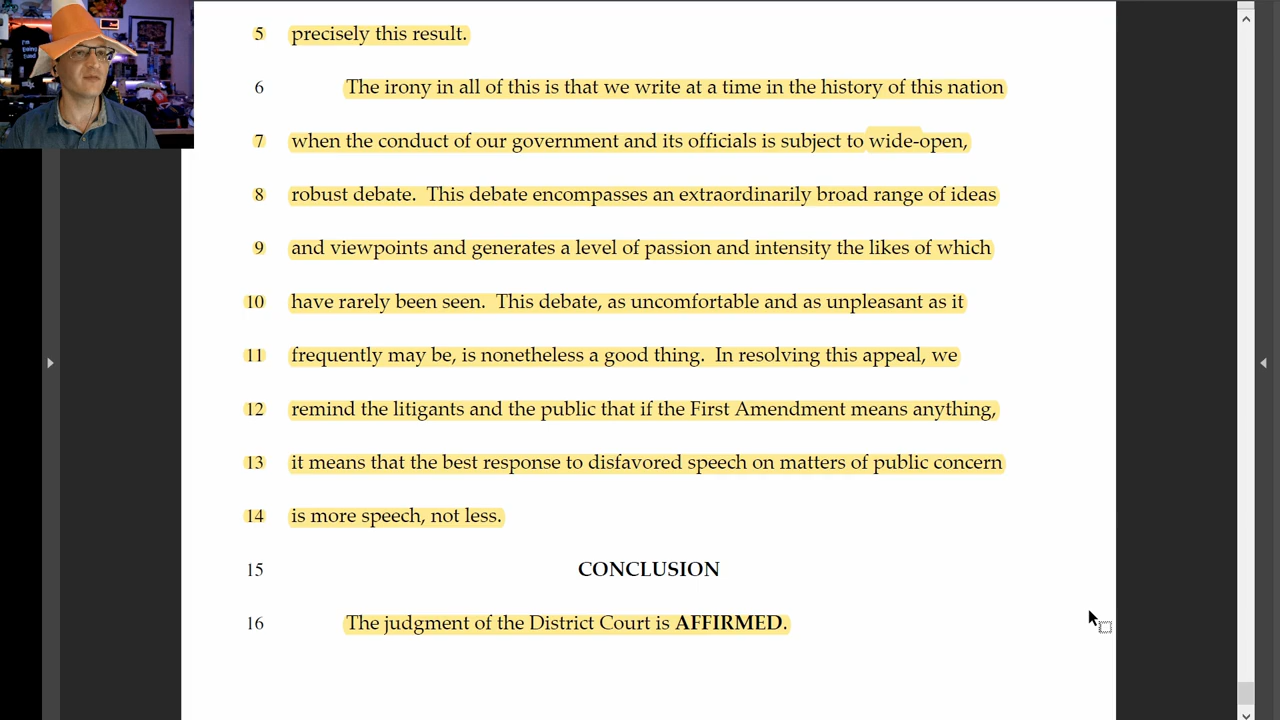 5 precisely this result.
6 The irony in all of this is that we write at a time in the history of this nation
7 when the conduct of our government and its officials is subject to wide-open,
8 robust debate. This debate encompasses an extraordinarily broad range of ideas
9 and viewpoints and generates a level of passion and intensity the likes of which
10 have rarely been seen. This debate, as uncomfortable and as unpleasant as it
11 frequently may be, is nonetheless a good thing. In resolving this appeal, we
12 remind the litigants and the public that if the First Amendment means anything,
13 it means that the best response to disfavored speech on matters of public concern
14 is more speech, not less.
15 CONCLUSION
16 The judgment of the District Court is AFFIRMED.